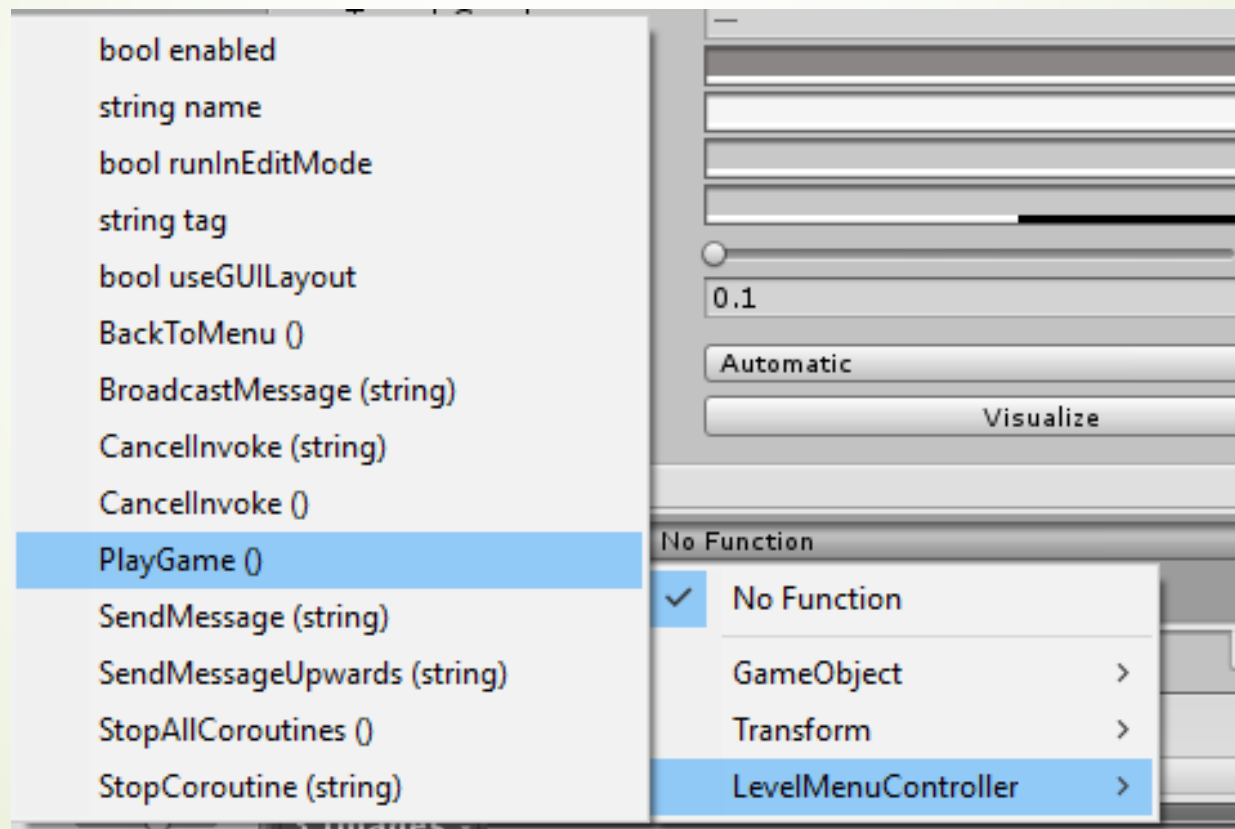 bool enabled
string name
bool runInEditMode
string tag
bool useGUILayout
BackToMenu ()
BroadcastMessage (string)
CancelInvoke (string)
CancelInvoke ()
PlayGame ()
SendMessage (string)
SendMessageUpwards (string)
StopAllCoroutines ()
StopCoroutine (string)
0.1
Automatic
Visualize
No Function
No Function
GameObject
Transform
LevelMenuController